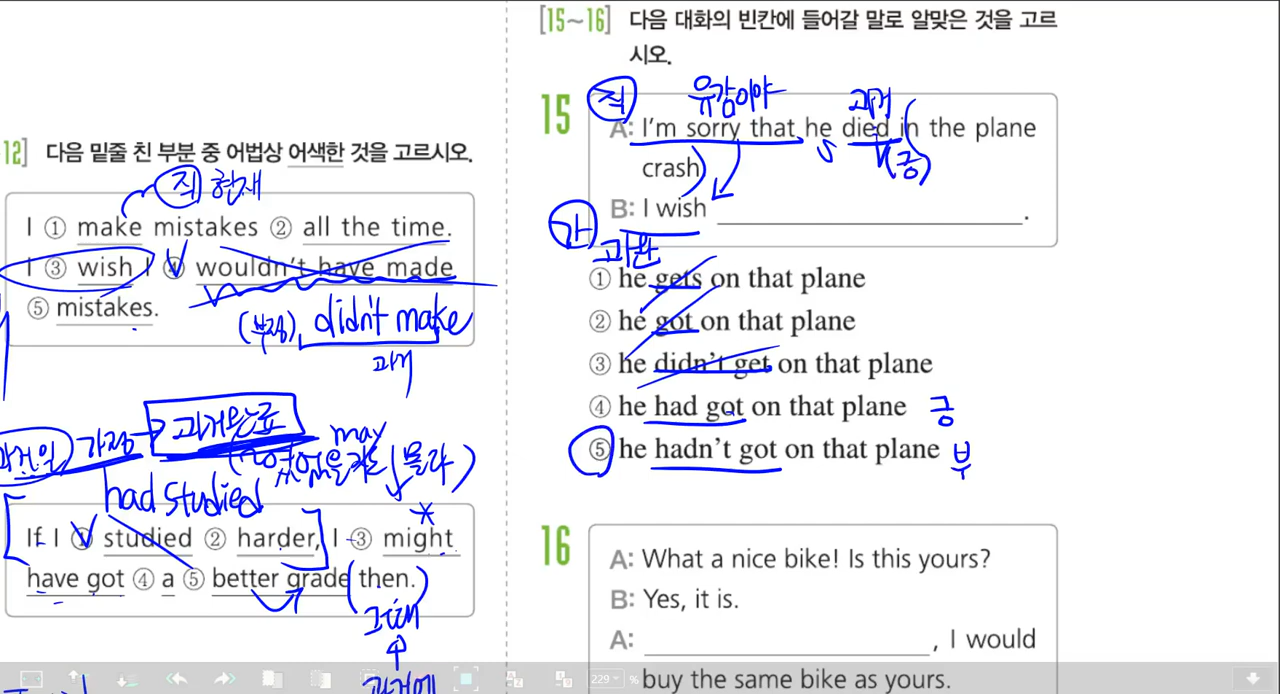 12] 다음 밑줄 친 부분 중 어법상 어색한 것을 고르시오.
직 현재
I ① make mistakes ② all the time.
I ③ wish I ④ wouldn't have made
⑤ mistakes.
(부정), didn't make
과거
가정 → 과거완료
may
몰라)
had studied
If I ① studied ② harder, I ③ might
have got ④ a ⑤ better grade then.
그때
과거에
[15~16] 다음 대화의 빈칸에 들어갈 말로 알맞은 것을 고르
시오.
15
직 유감이야 과거
A: I'm sorry that he died in the plane
S V(긍)
crash.
가 B: I wish ____________.
과완
① he gets on that plane
② he got on that plane
③ he didn't get on that plane
④ he had got on that plane 긍
⑤ he hadn't got on that plane 부
16
A: What a nice bike! Is this yours?
B: Yes, it is.
A: ____________, I would
buy the same bike as yours.
229 %